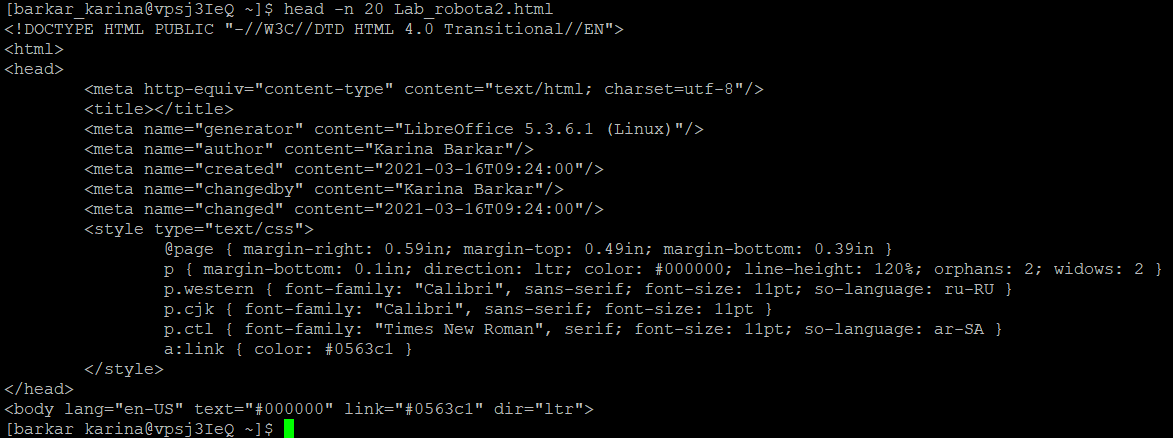 [barkar_karina@vpsj3IeQ ~]$ head -n 20 Lab_robota2.html
<!DOCTYPE HTML PUBLIC "-//W3C//DTD HTML 4.0 Transitional//EN">
<html>
<head>
        <meta http-equiv="content-type" content="text/html; charset=utf-8"/>
        <title></title>
        <meta name="generator" content="LibreOffice 5.3.6.1 (Linux)"/>
        <meta name="author" content="Karina Barkar"/>
        <meta name="created" content="2021-03-16T09:24:00"/>
        <meta name="changedby" content="Karina Barkar"/>
        <meta name="changed" content="2021-03-16T09:24:00"/>
        <style type="text/css">
                @page { margin-right: 0.59in; margin-top: 0.49in; margin-bottom: 0.39in }
                p { margin-bottom: 0.1in; direction: ltr; color: #000000; line-height: 120%; orphans: 2; widows: 2 }
                p.western { font-family: "Calibri", sans-serif; font-size: 11pt; so-language: ru-RU }
                p.cjk { font-family: "Calibri", sans-serif; font-size: 11pt }
                p.ctl { font-family: "Times New Roman", serif; font-size: 11pt; so-language: ar-SA }
                a:link { color: #0563c1 }
        </style>
</head>
<body lang="en-US" text="#000000" link="#0563c1" dir="ltr">
[barkar_karina@vpsj3IeQ ~]$